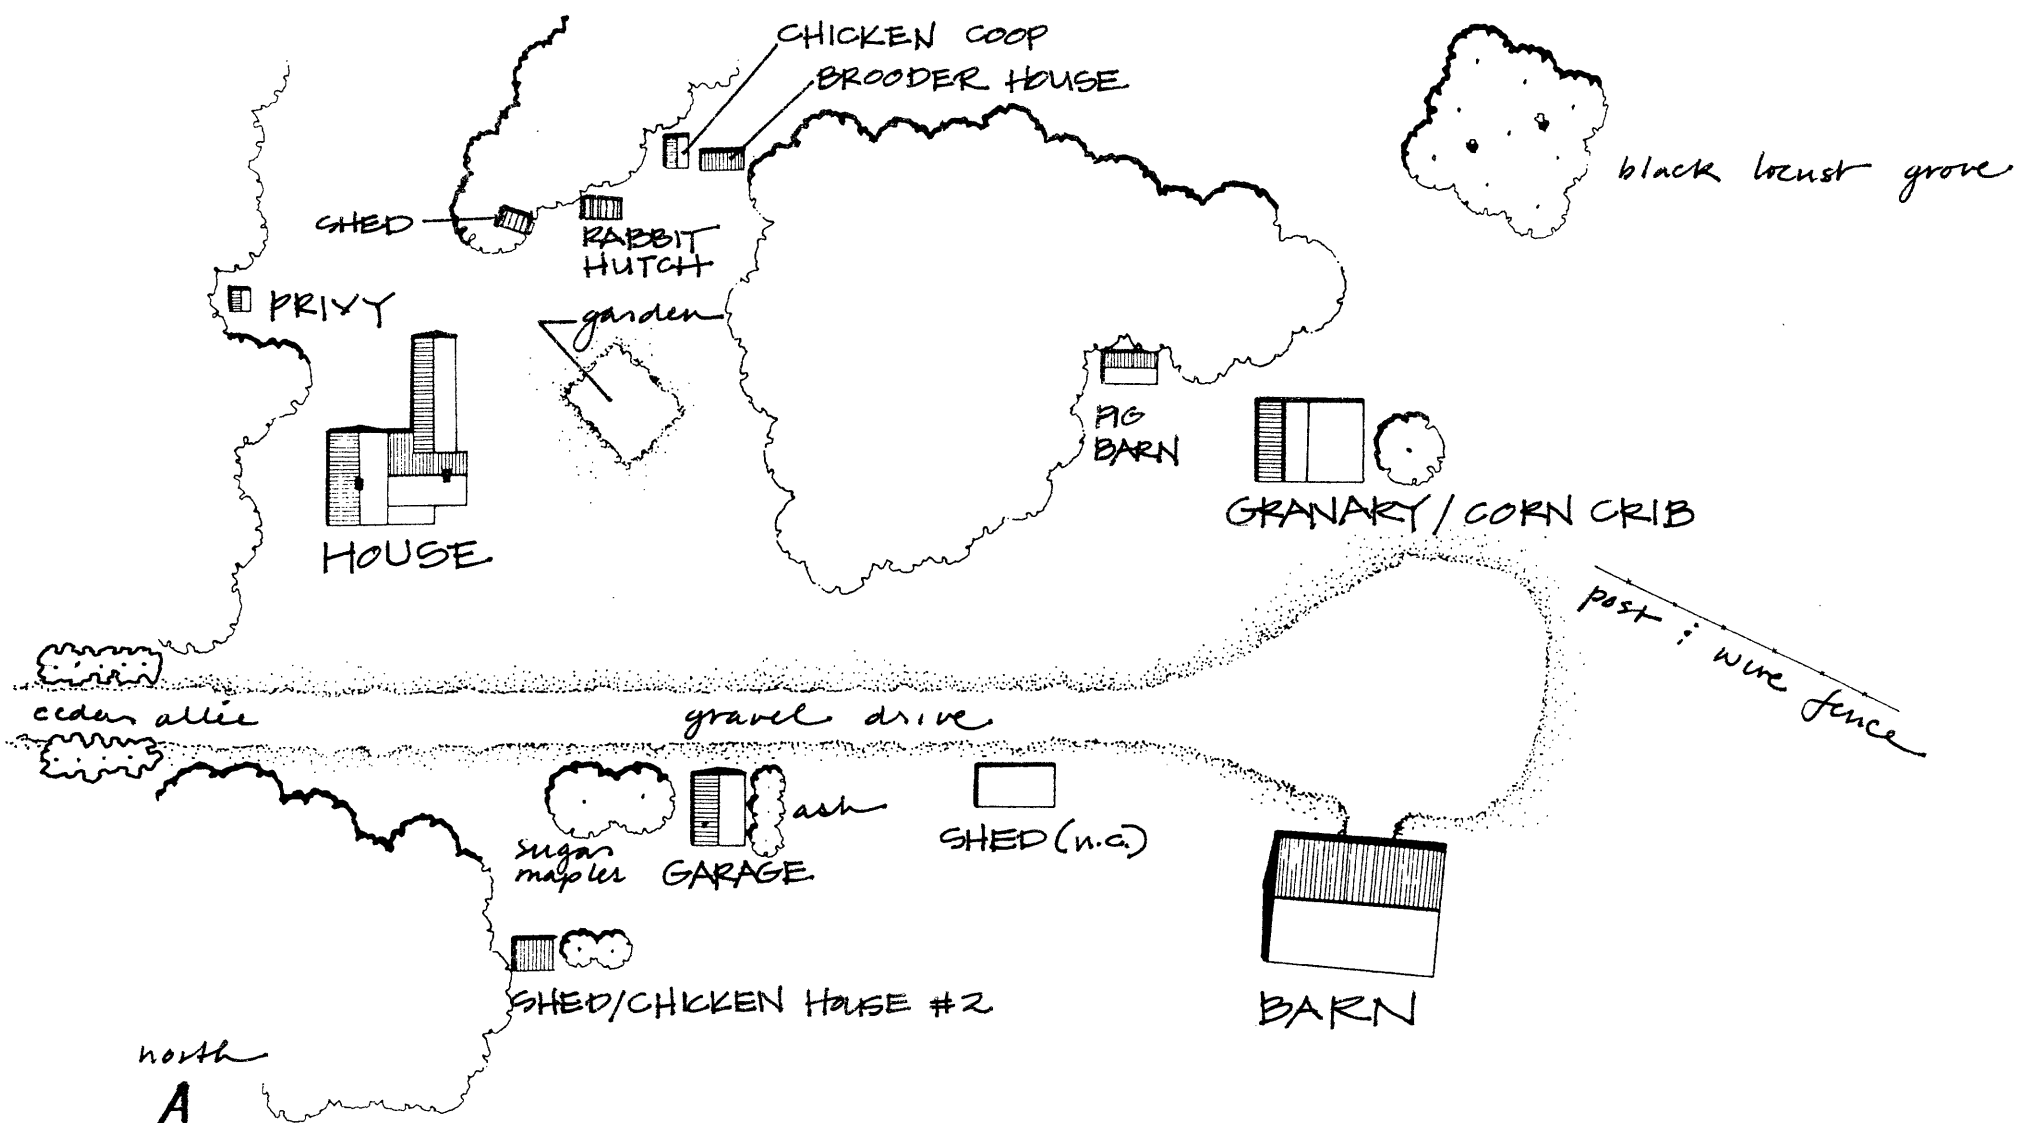 CHICKEN COOP
BROODER HOUSE
black locust grove
SHED
RABBIT
HUTCH
PRIVY
garden
PIG
BARN
GRANARY / CORN CRIB
HOUSE
post & wire fence
cedar allée
gravel drive
ash
sugar
maples
GARAGE
SHED (n.c.)
SHED/CHICKEN HOUSE #2
BARN
north